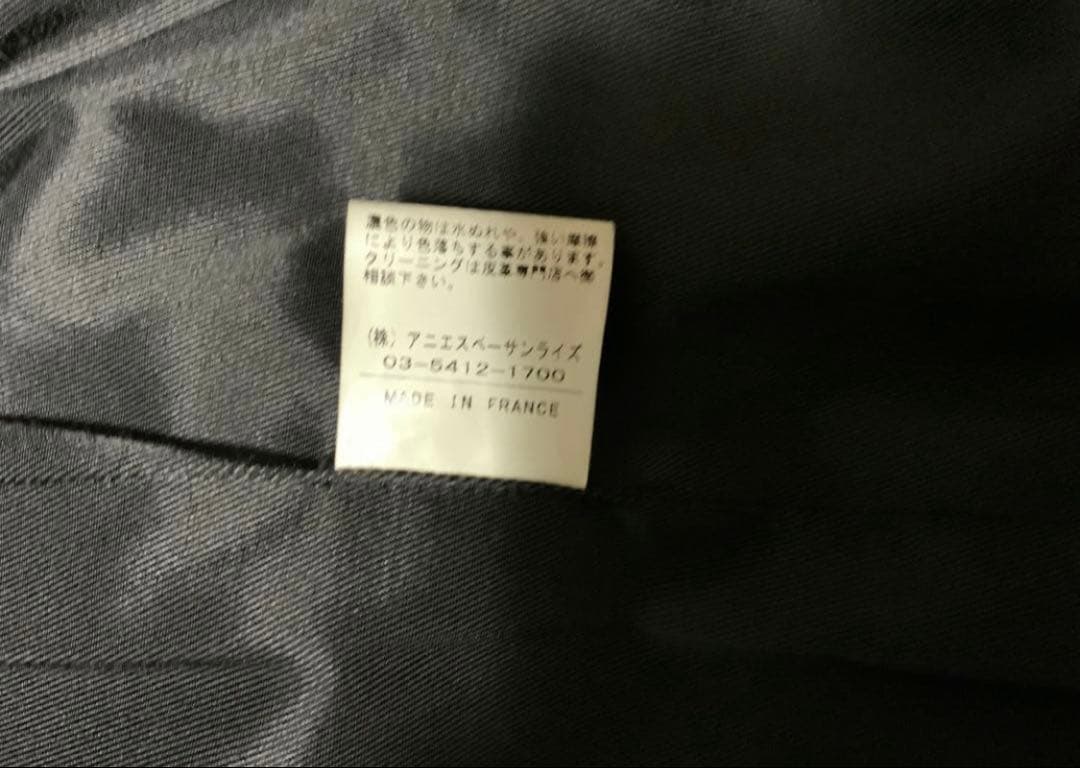 濃色の物は水ぬれや、強い摩擦
により色落ちする事があります。
クリーニングは皮革専門店へ御
相談下さい。
(株) アニエスベーサンライズ
03-5412-1700
MADE IN FRANCE